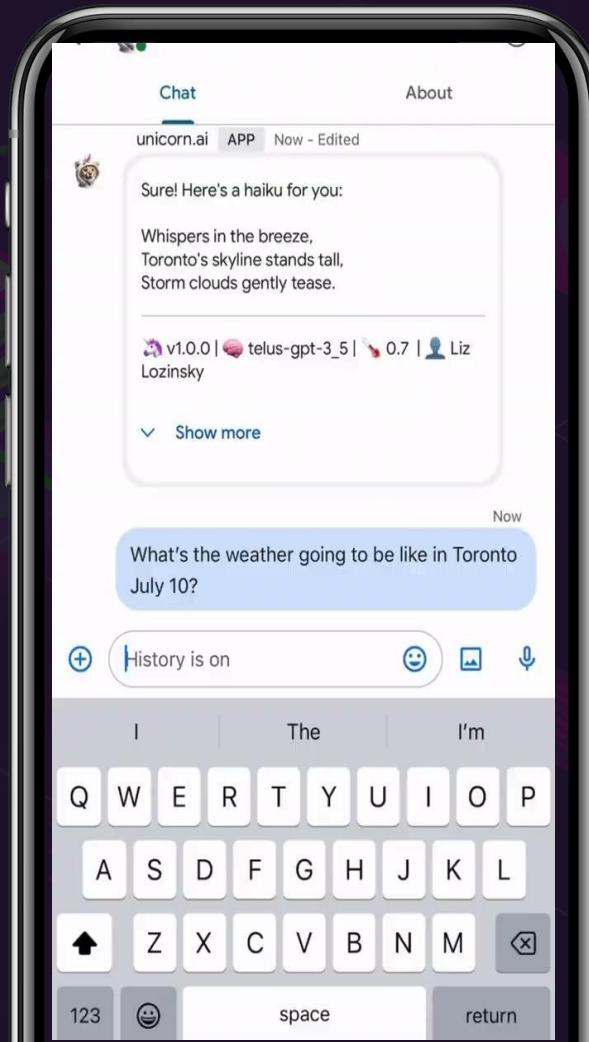 Chat About
unicorn.ai APP Now - Edited
Sure! Here's a haiku for you:
Whispers in the breeze,
Toronto's skyline stands tall,
Storm clouds gently tease.
v1.0.0 | telus-gpt-3_5 | 0.7 | Liz
Lozinsky
Show more
Now
What's the weather going to be like in Toronto
July 10?
History is on
I The I'm
Q W E R T Y U I O P
A S D F G H J K L
Z X C V B N M
123 space return